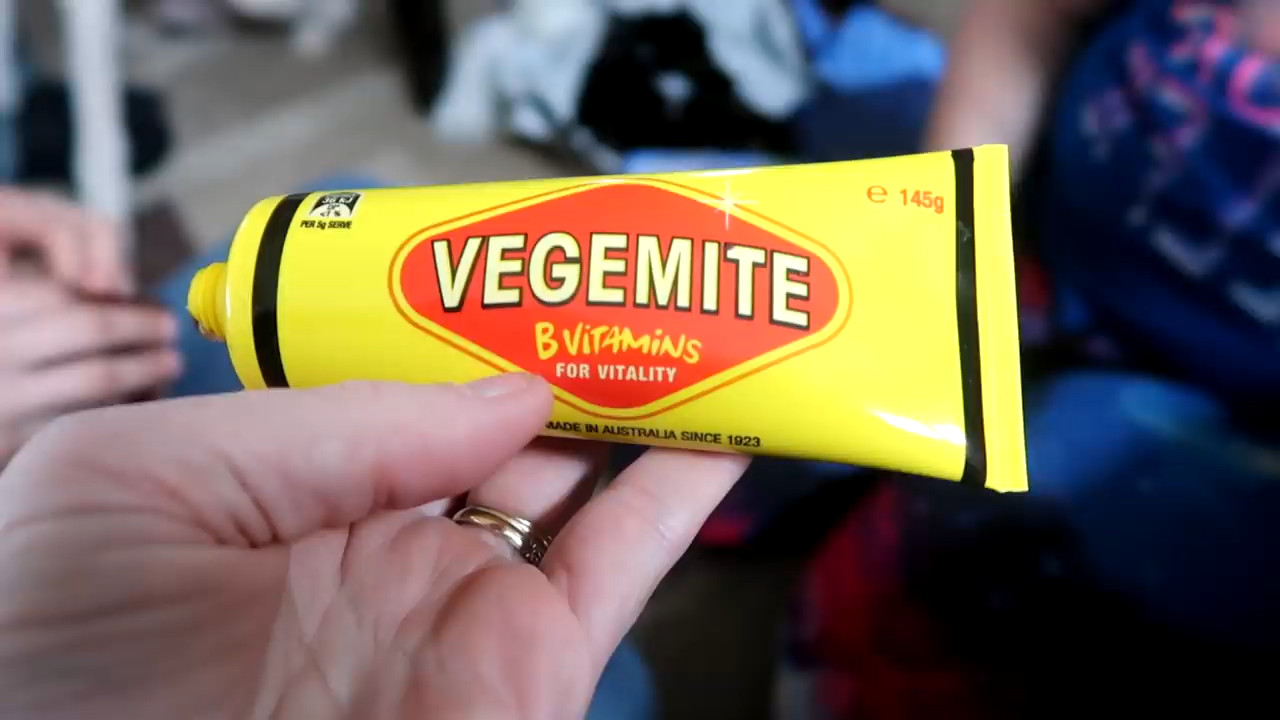 PER 5g SERVE
e 145g
VEGEMITE
B VITAMINS
FOR VITALITY
MADE IN AUSTRALIA SINCE 1923